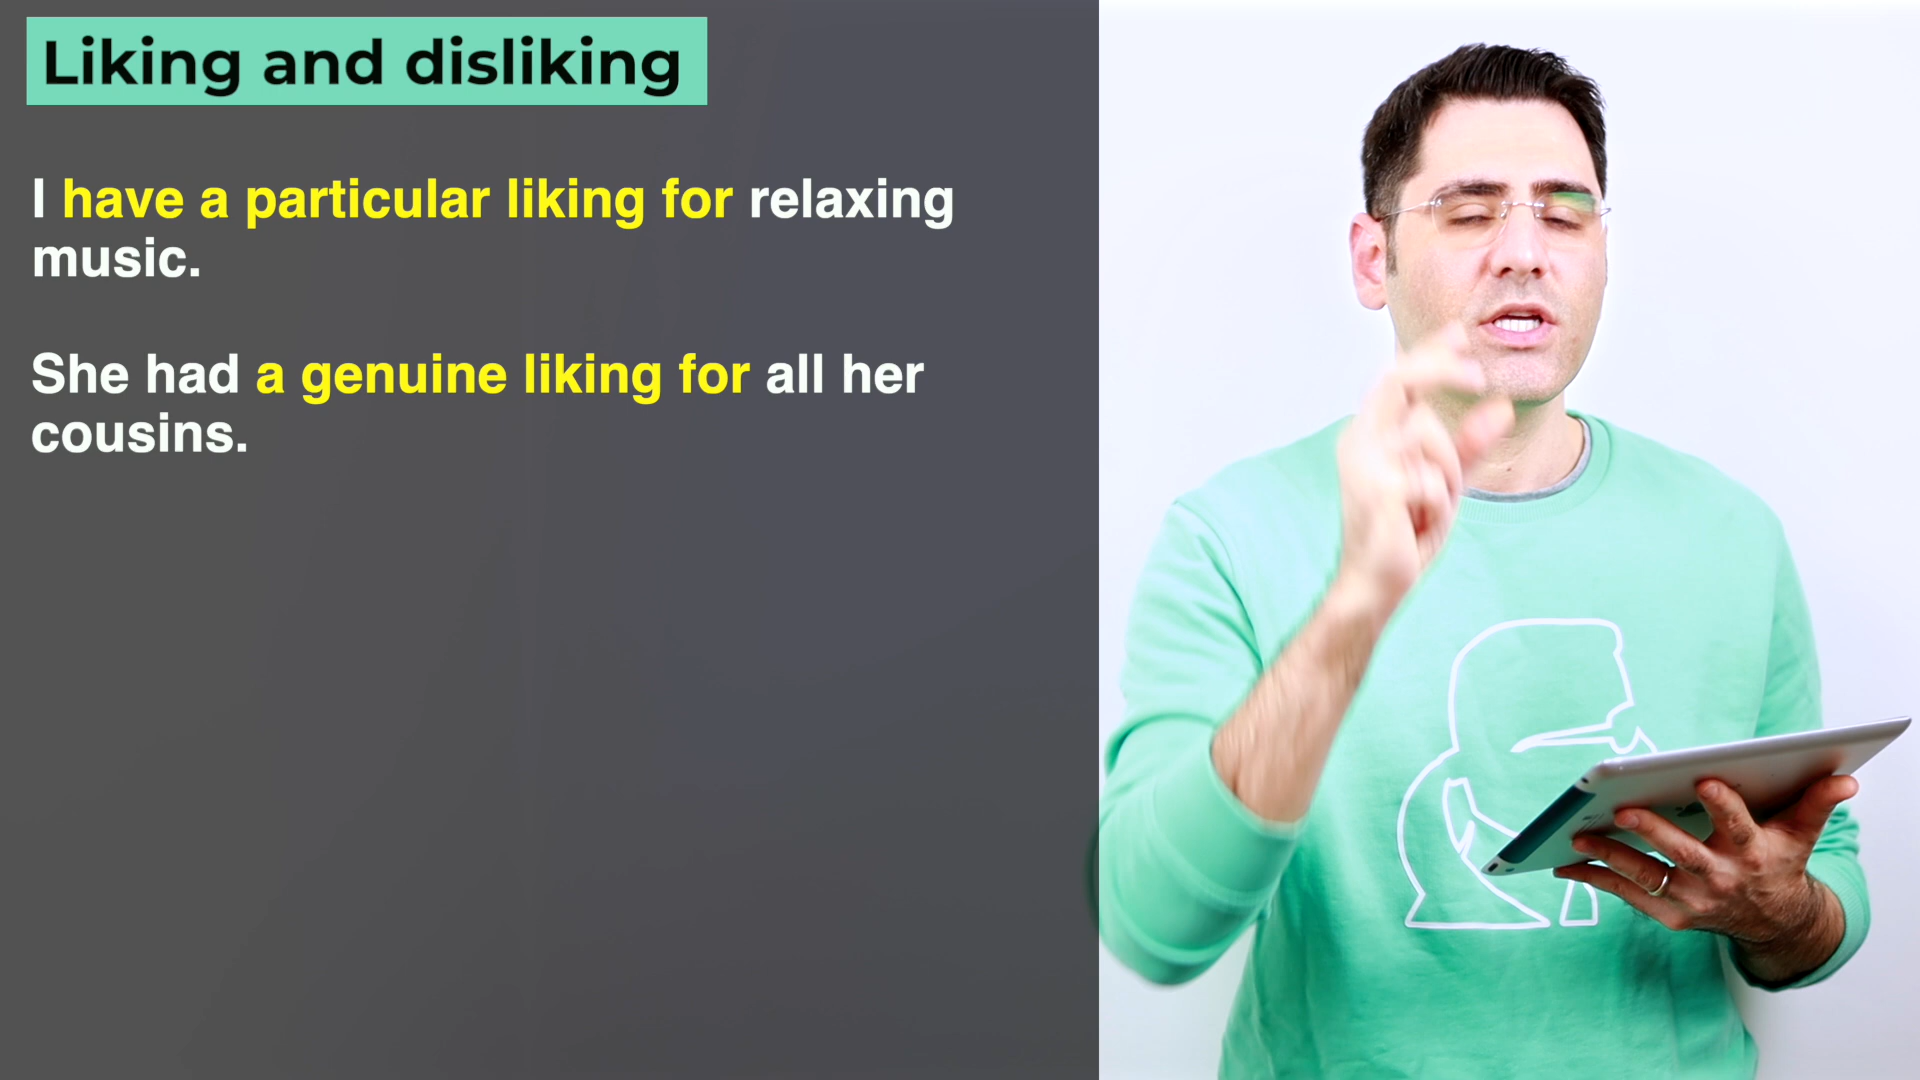 Liking and disliking
I have a particular liking for relaxing
music.
She had a genuine liking for all her
cousins.